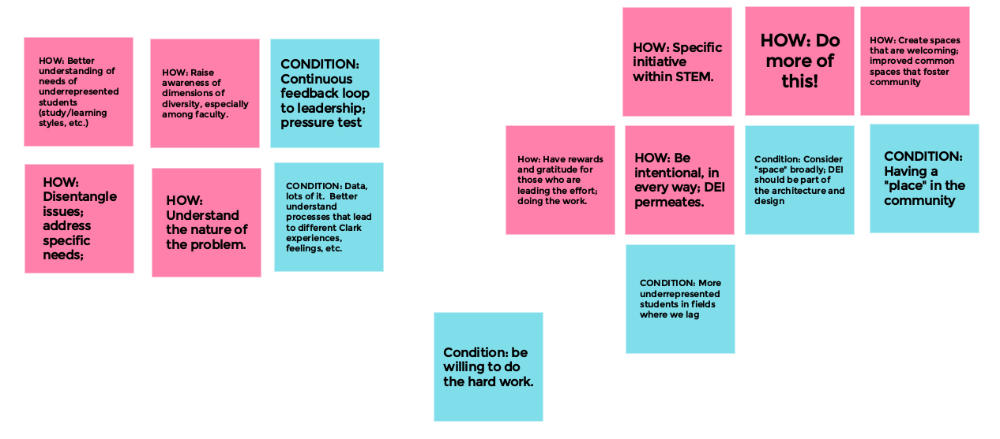 HOW: Better
understanding of
needs of
underrepresented
students
(study/learning
styles, etc.)
HOW: Raise
awareness of
dimensions of
diversity, especially
among faculty.
CONDITION:
Continuous
feedback loop
to leadership;
pressure test
HOW:
Disentangle
issues;
address
specific
needs;
HOW:
Understand
the nature of
the problem.
CONDITION: Data,
lots of it.  Better
understand
processes that lead
to different Clark
experiences,
feelings, etc.
HOW: Specific
initiative
within STEM.
HOW: Do
more of
this!
HOW: Create spaces
that are welcoming;
improved common
spaces that foster
community
How: Have rewards
and gratitude for
those who are
leading the effort;
doing the work.
HOW: Be
intentional, in
every way; DEI
permeates.
Condition: Consider
"space" broadly; DEI
should be part of
the architecture and
design
CONDITION:
Having a
"place" in the
community
CONDITION: More
underrepresented
students in fields
where we lag
Condition: be
willing to do
the hard work.